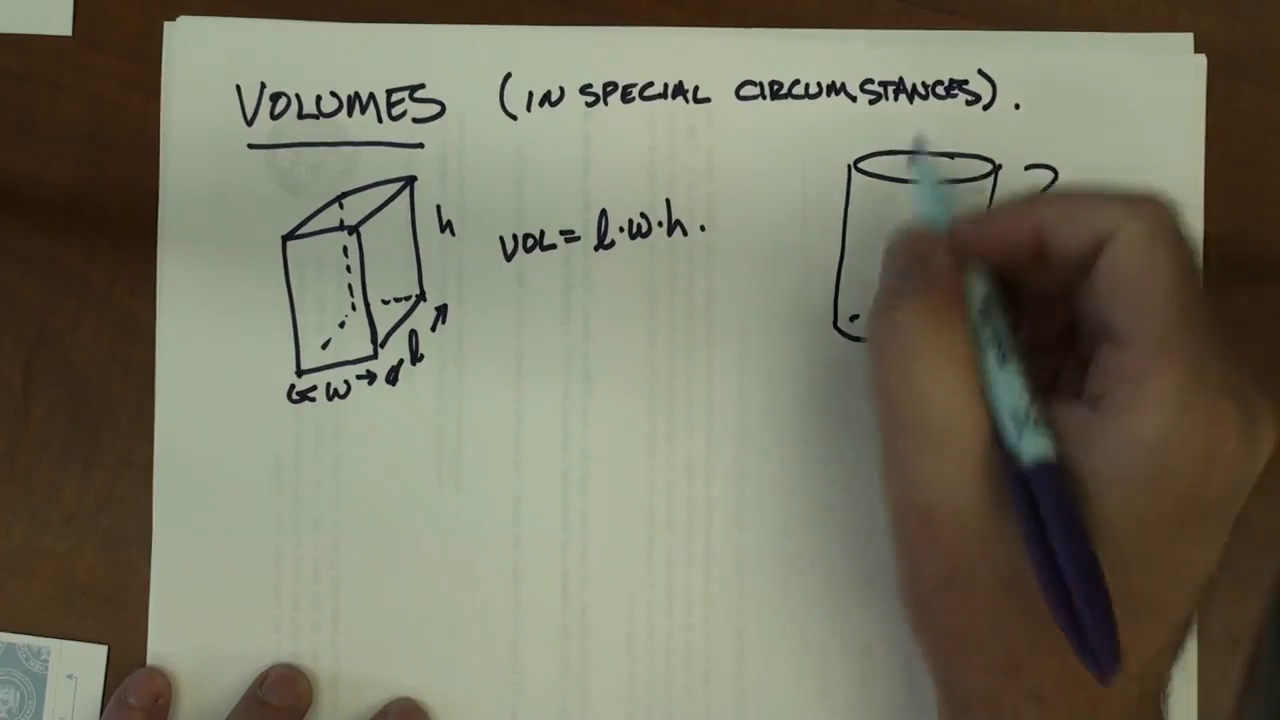 VOLUMES (IN SPECIAL CIRCUMSTANCES).
h
VOL = l·w·h.
?
l
← w →